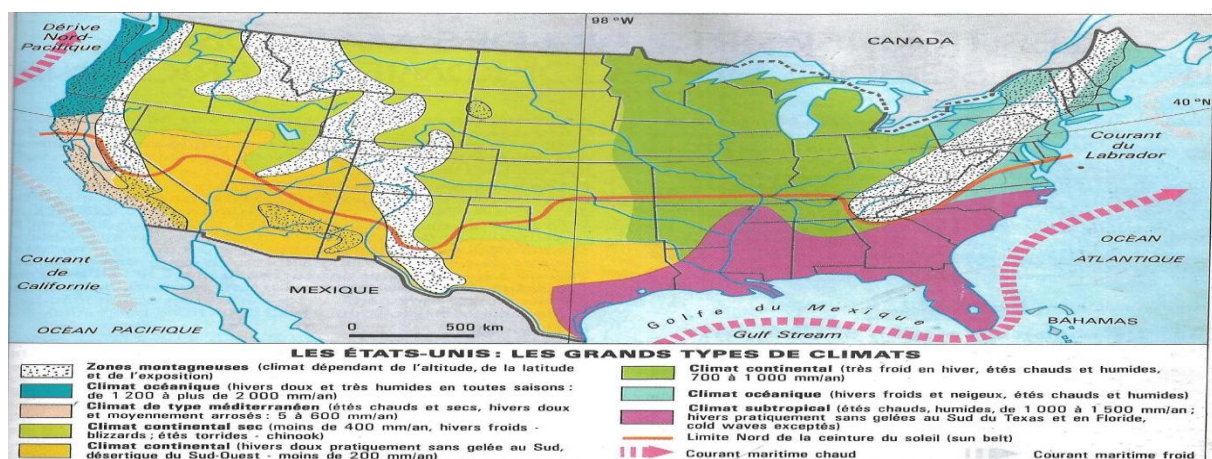 Dérive
Nord-
Pacifique
98 °W
CANADA
40 °N
Courant
du
Labrador
Courant
de
Californie
MEXIQUE
OCÉAN
ATLANTIQUE
OCÉAN PACIFIQUE
0 500 km
Golfe du Mexique
Gulf Stream
BAHAMAS
LES ÉTATS-UNIS : LES GRANDS TYPES DE CLIMATS
Zones montagneuses (climat dépendant de l'altitude, de la latitude
et de l'exposition)
Climat océanique (hivers doux et très humides en toutes saisons :
de 1 200 à plus de 2 000 mm/an)
Climat de type méditerranéen (étés chauds et secs, hivers doux
et moyennement arrosés : 5 à 600 mm/an)
Climat continental sec (moins de 400 mm/an, hivers froids -
blizzards ; étés torrides - chinook)
Climat continental (hivers doux pratiquement sans gelée au Sud,
désertique du Sud-Ouest - moins de 200 mm/an)
Climat continental (très froid en hiver, étés chauds et humides,
700 à 1 000 mm/an)
Climat océanique (hivers froids et neigeux, étés chauds et humides)
Climat subtropical (étés chauds, humides, de 1 000 à 1 500 mm/an ;
hivers pratiquement sans gelées au Sud du Texas et en Floride,
cold waves exceptés)
Limite Nord de la ceinture du soleil (sun belt)
Courant maritime chaud
Courant maritime froid